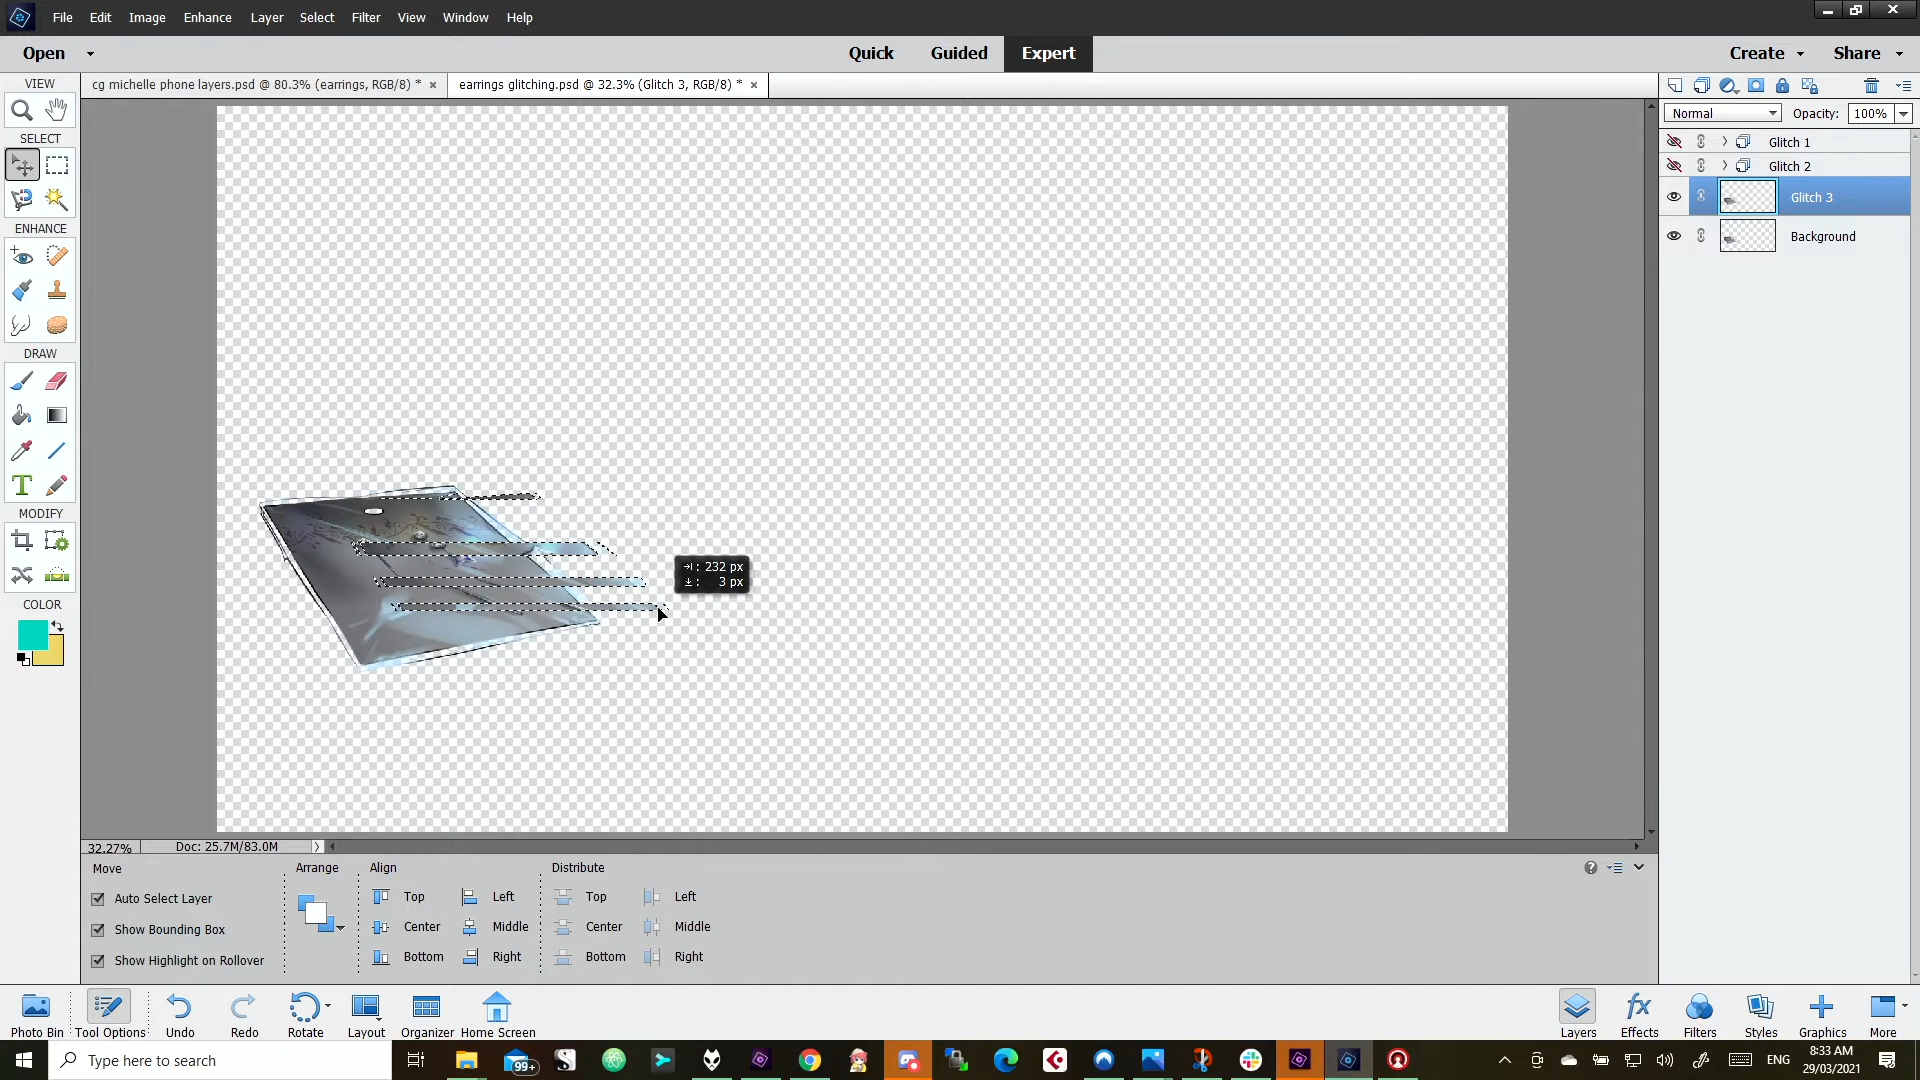 File Edit Image Enhance Layer Select Filter View Window Help
Open Quick Guided Expert Create Share
VIEW
cg michelle phone layers.psd @ 80.3% (earrings, RGB/8) * ×
earrings glitching.psd @ 32.3% (Glitch 3, RGB/8) * ×
SELECT
ENHANCE
DRAW
T
MODIFY
COLOR
Normal Opacity: 100%
Glitch 1
Glitch 2
Glitch 3
Background
: 232 px
: 3 px
32.27% Doc: 25.7M/83.0M
Move Arrange Align Distribute
Auto Select Layer Top Left Top Left
Show Bounding Box Center Middle Center Middle
Show Highlight on Rollover Bottom Right Bottom Right
Photo Bin Tool Options Undo Redo Rotate Layout Organizer Home Screen
fx
Layers Effects Filters Styles Graphics More
Type here to search
99+
ENG
8:33 AM
29/03/2021